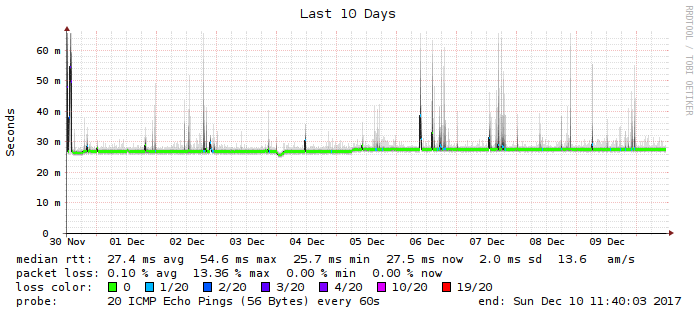 Last 10 Days
RRDTOOL / TOBI OETIKER
Seconds
60 m
50 m
40 m
30 m
20 m
10 m
0
30 Nov 01 Dec 02 Dec 03 Dec 04 Dec 05 Dec 06 Dec 07 Dec 08 Dec 09 Dec
median rtt: 27.4 ms avg 54.6 ms max 25.7 ms min 27.5 ms now 2.0 ms sd 13.6 am/s
packet loss: 0.10 % avg 13.36 % max 0.00 % min 0.00 % now
loss color: 0 1/20 2/20 3/20 4/20 10/20 19/20
probe: 20 ICMP Echo Pings (56 Bytes) every 60s end: Sun Dec 10 11:40:03 2017